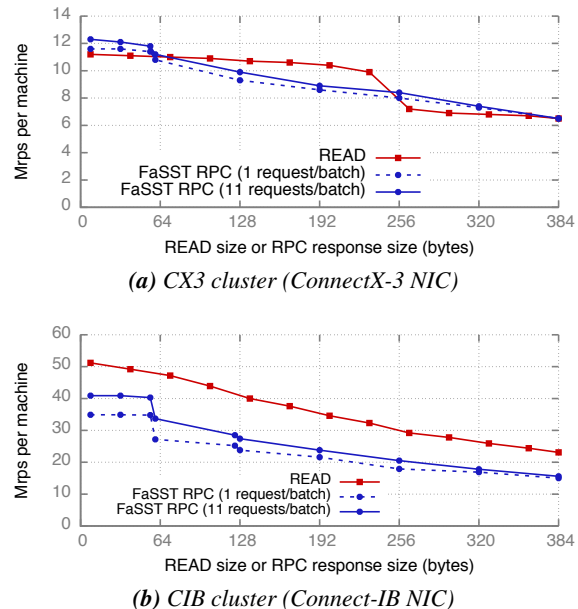 14
12
10
8
6
4
2
0
Mrps per machine
READ
FaSST RPC (1 request/batch)
FaSST RPC (11 requests/batch)
0 64 128 192 256 320 384
READ size or RPC response size (bytes)
(a) CX3 cluster (ConnectX-3 NIC)
60
50
40
30
20
10
0
Mrps per machine
READ
FaSST RPC (1 request/batch)
FaSST RPC (11 requests/batch)
0 64 128 192 256 320 384
READ size or RPC response size (bytes)
(b) CIB cluster (Connect-IB NIC)